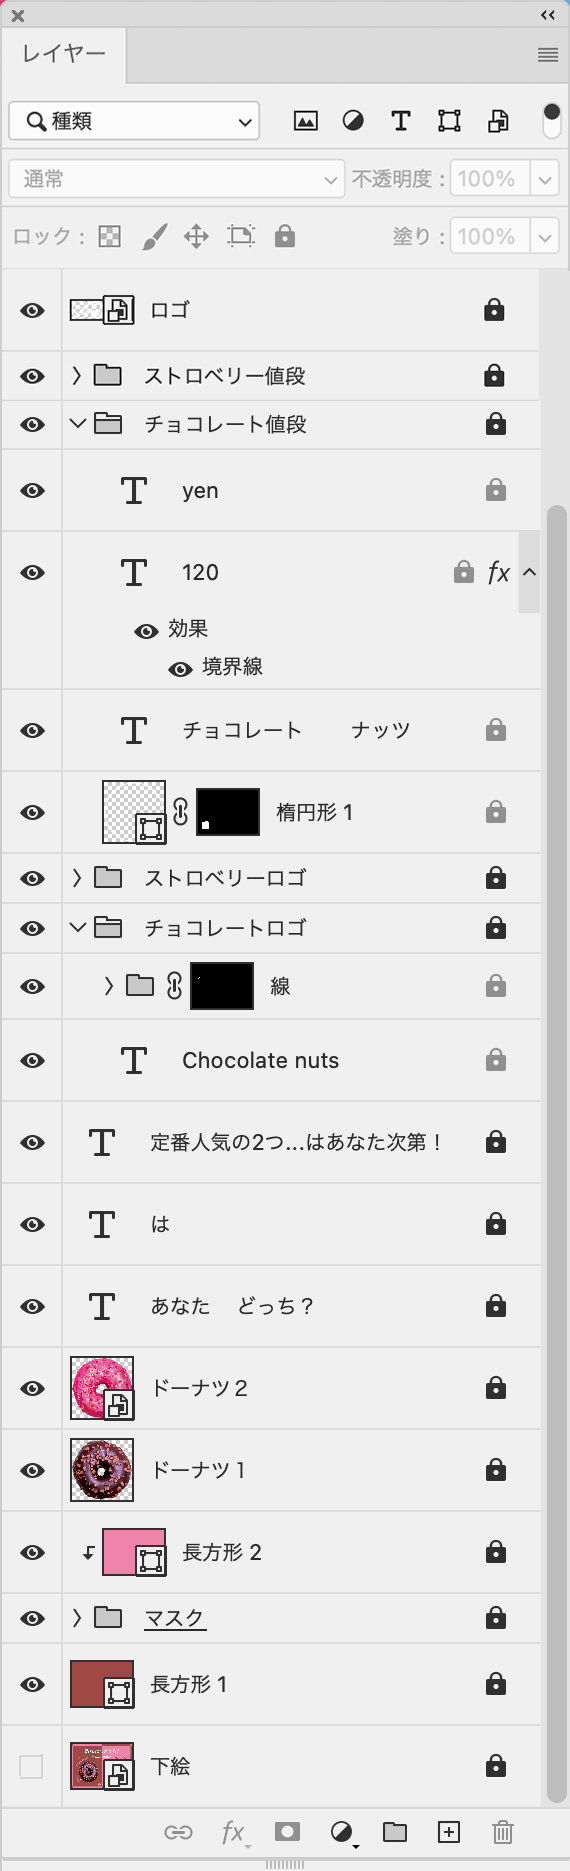 レイヤー
種類
通常 不透明度： 100%
ロック： 塗り： 100%
ロゴ
ストロベリー値段
チョコレート値段
T yen
T 120 fx
効果
境界線
T チョコレート ナッツ
楕円形 1
ストロベリーロゴ
チョコレートロゴ
線
T Chocolate nuts
T 定番人気の2つ...はあなた次第！
T は
T あなた どっち？
ドーナツ２
ドーナツ１
長方形 2
マスク
長方形 1
下絵
fx